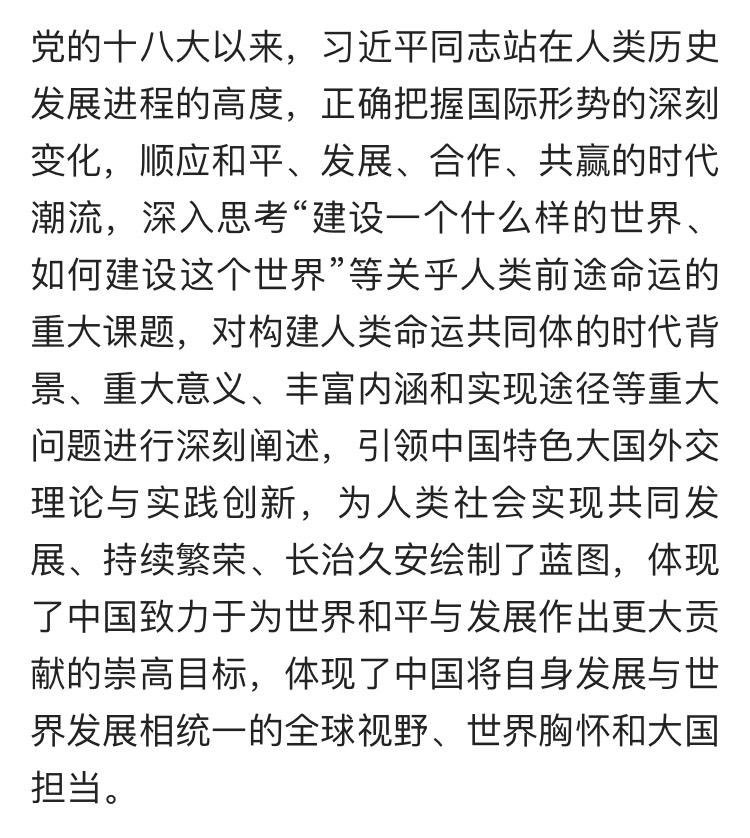 党的十八大以来，习近平同志站在人类历史
发展进程的高度，正确把握国际形势的深刻
变化，顺应和平、发展、合作、共赢的时代
潮流，深入思考“建设一个什么样的世界、
如何建设这个世界”等关乎人类前途命运的
重大课题，对构建人类命运共同体的时代背
景、重大意义、丰富内涵和实现途径等重大
问题进行深刻阐述，引领中国特色大国外交
理论与实践创新，为人类社会实现共同发
展、持续繁荣、长治久安绘制了蓝图，体现
了中国致力于为世界和平与发展作出更大贡
献的崇高目标，体现了中国将自身发展与世
界发展相统一的全球视野、世界胸怀和大国
担当。